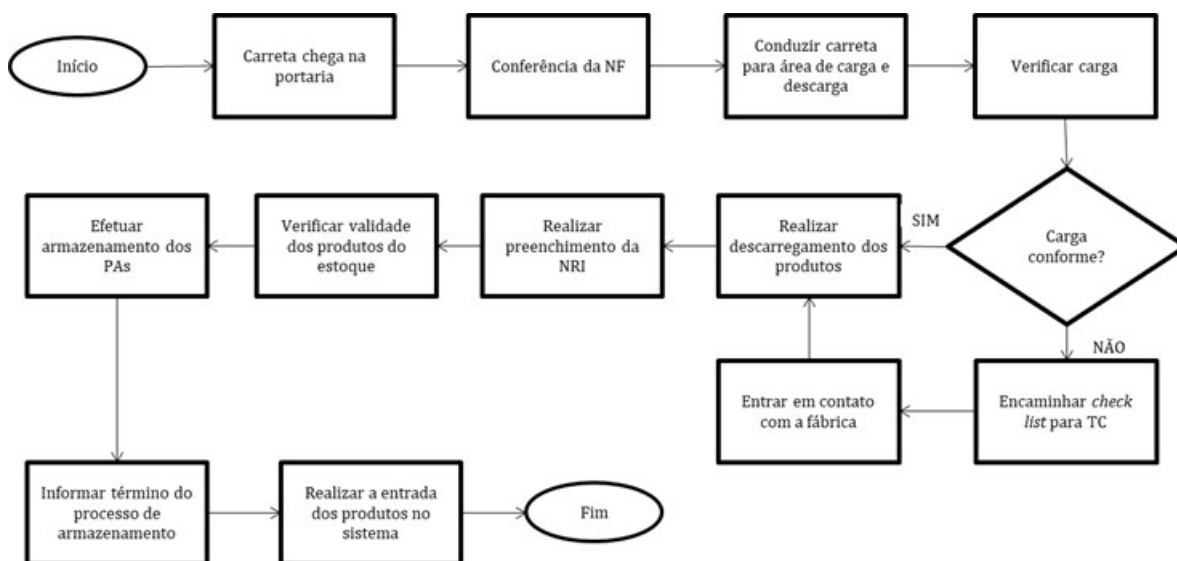 Início
Carreta chega na
portaria
Conferência da NF
Conduzir carreta
para área de carga e
descarga
Verificar carga
Carga
conforme?
SIM
NÃO
Realizar
descarregamento dos
produtos
Realizar
preenchimento da
NRI
Verificar validade
dos produtos do
estoque
Efetuar
armazenamento dos
PAs
Encaminhar check
list para TC
Entrar em contato
com a fábrica
Informar término do
processo de
armazenamento
Realizar a entrada
dos produtos no
sistema
Fim